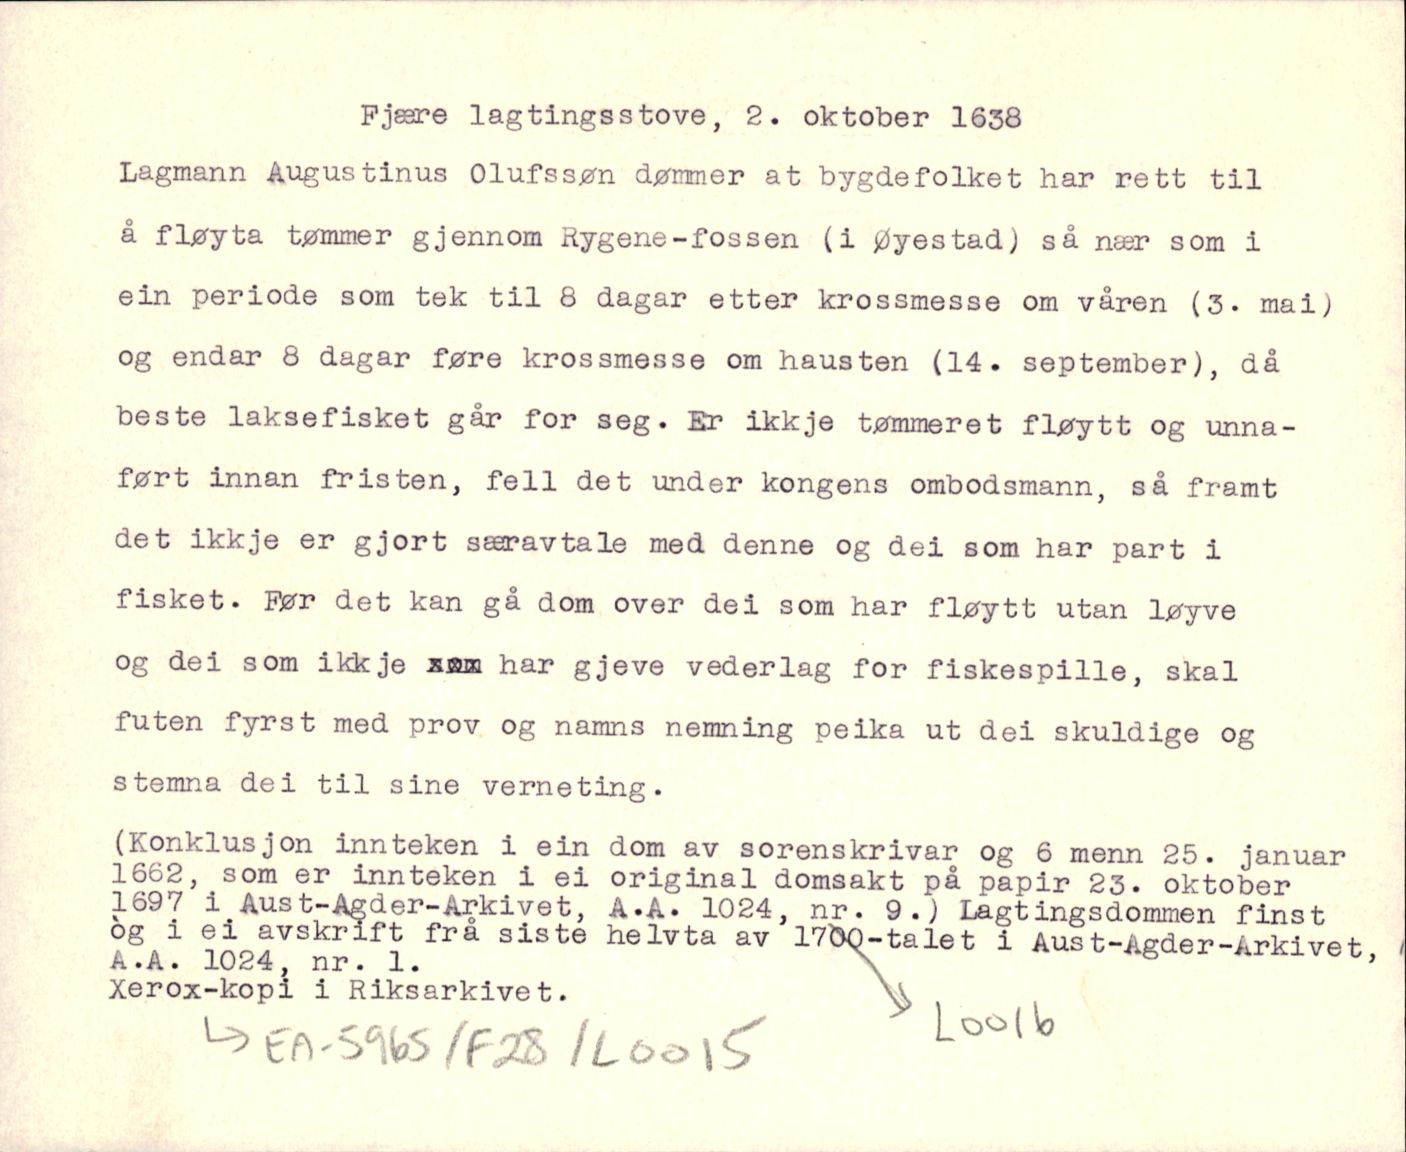 Fjære lagtingsstove, 2. oktober 1638
Lagmann Augustinus Olufssøn dømmer at bygdefolket har rett til
å fløyta tømmer gjennom Rygene-fossen (i Øyestad) så nær som i
ein periode som tek til 8 dagar etter krossmesse om våren (3. mai)
og endar 8 dagar føre krossmesse om hausten (14. september), då
beste laksefisket går for seg. Er ikkje tømmeret fløytt og unna-
ført innan fristen, fell det under kongens ombodsmann, så framt
det ikkje er gjort særavtale med denne og dei som har part i
fisket. Før det kan gå dom over dei som har fløytt utan løyve
og dei som ikkje har gjeve vederlag for fiskespille, skal
futen fyrst med prov og namns nemning peika ut dei skuldige og
stemna dei til sine verneting.
(Konklusjon innteken i ein dom av sorenskrivar og 6 menn 25. januar
1662, som er innteken i ei original domsakt på papir 23. oktober
1697 i Aust-Agder-Arkivet, A.A. 1024, nr. 9.) Lagtingsdommen finst
òg i ei avskrift frå siste helvta av 1700-talet i Aust-Agder-Arkivet,
A.A. 1024, nr. 1.
Xerox-kopi i Riksarkivet.
L0016
EA-5965/F28/L0015